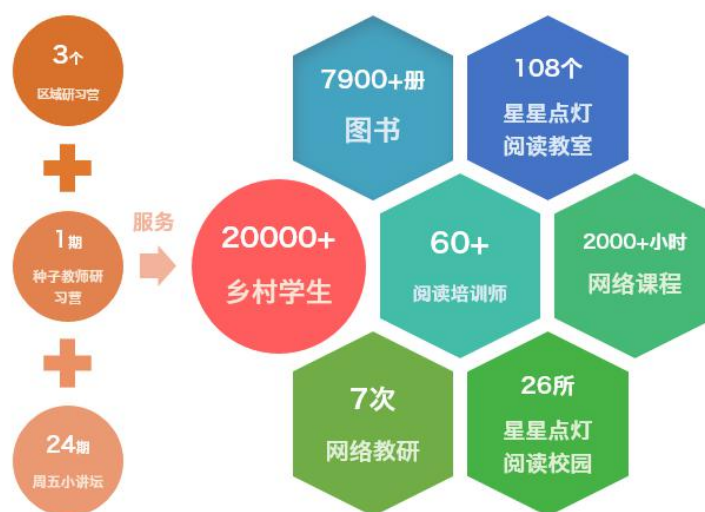 3个
区域研习营
1期
种子教师研
习营
24期
周五小讲坛
服务
20000+
乡村学生
7900+册
图书
108个
星星点灯
阅读教室
60+
阅读培训师
2000+小时
网络课程
7次
网络教研
26所
星星点灯
阅读校园